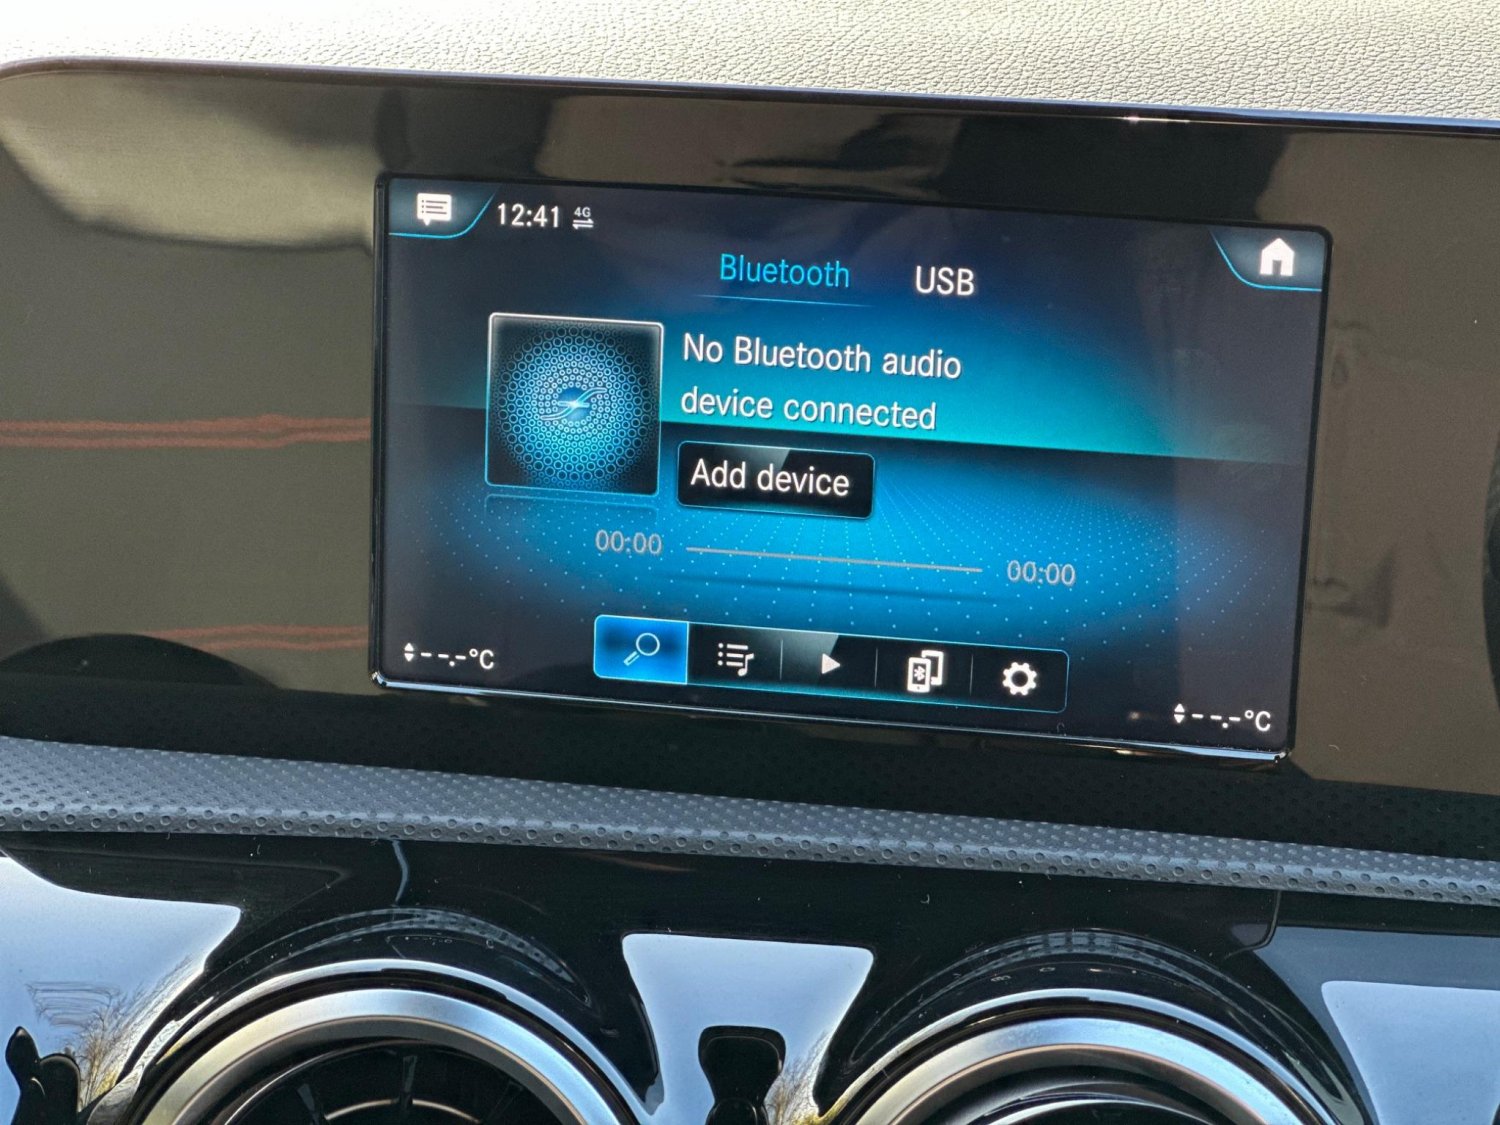 12:41 4G
Bluetooth USB
No Bluetooth audio
device connected
Add device
00:00 00:00
--.-°C
--.-°C